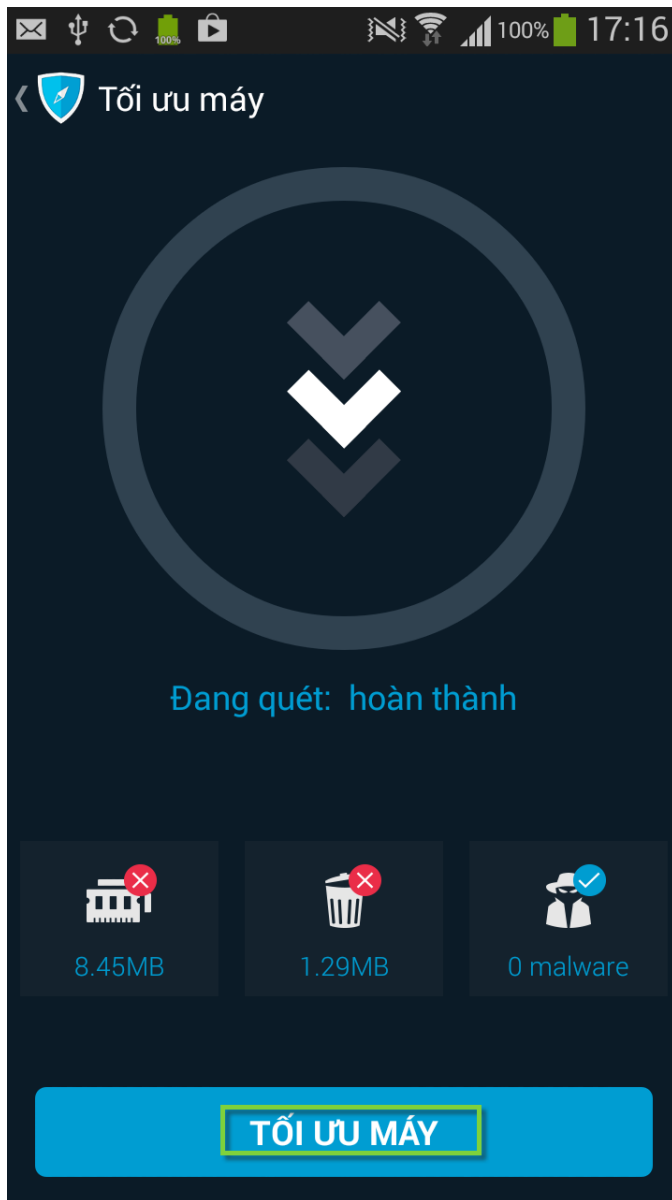 100%
100% 17:16
Tối ưu máy
Đang quét: hoàn thành
8.45MB
1.29MB
0 malware
TỐI ƯU MÁY